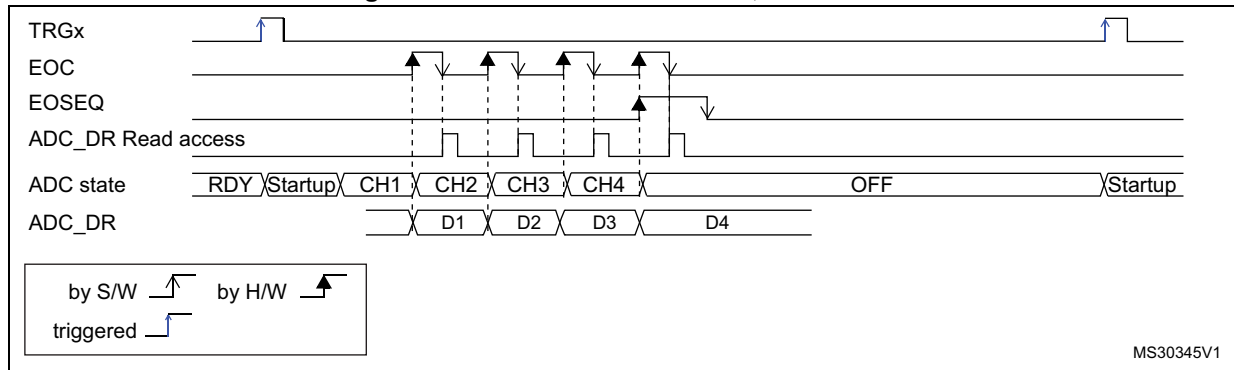 TRGx
EOC
EOSEQ
ADC_DR Read access
ADC state RDY Startup CH1 CH2 CH3 CH4 OFF Startup
ADC_DR D1 D2 D3 D4
by S/W by H/W
triggered
MS30345V1